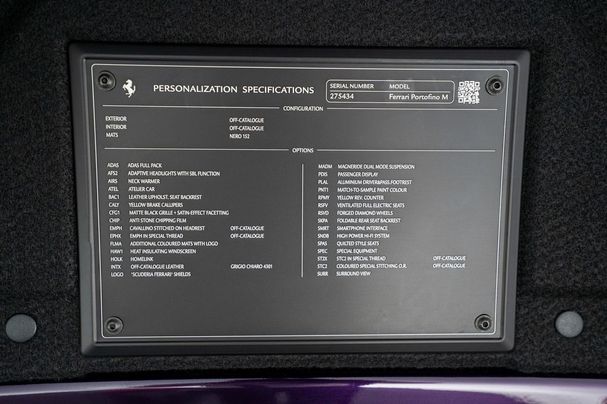 PERSONALIZATION SPECIFICATIONS
SERIAL NUMBER MODEL
275434 Ferrari Portofino M
CONFIGURATION
EXTERIOR OFF-CATALOGUE
INTERIOR OFF-CATALOGUE
MATS NERO 152
OPTIONS
ADAS ADAS FULL PACK
AFS2 ADAPTIVE HEADLIGHTS WITH SBL FUNCTION
AIRS NECK WARMER
ATEL ATELIER CAR
BAC1 LEATHER UPHOLST. SEAT BACKREST
CALY YELLOW BRAKE CALLIPERS
CFG1 MATTE BLACK GRILLE + SATIN-EFFECT FACETTING
CHIP ANTI STONE CHIPPING FILM
EMPH CAVALLINO STITCHED ON HEADREST OFF-CATALOGUE
EPHX EMPH IN SPECIAL THREAD OFF-CATALOGUE
FLMA ADDITIONAL COLOURED MATS WITH LOGO
HAW1 HEAT INSULATING WINDSCREEN
HOLK HOMELINK
INTX OFF-CATALOGUE LEATHER GRIGIO CHIARO 4301
LOGO "SCUDERIA FERRARI" SHIELDS
MADM MAGNERIDE DUAL MODE SUSPENSION
PDIS PASSENGER DISPLAY
PLAL ALUMINIUM DRIVER&PASS.FOOTREST
PNT1 MATCH-TO-SAMPLE PAINT COLOUR
RPMY YELLOW REV. COUNTER
RSFV VENTILATED FULL ELECTRIC SEATS
RSVD FORGED DIAMOND WHEELS
SKPA FOLDABLE REAR SEAT BACKREST
SMRT SMARTPHONE INTERFACE
SNDB HIGH POWER HI-FI SYSTEM
SPAS QUILTED STYLE SEATS
SPEC SPECIAL EQUIPMENT
ST2X STC2 IN SPECIAL THREAD OFF-CATALOGUE
STC2 COLOURED SPECIAL STITCHING O.R. OFF-CATALOGUE
SURR SURROUND VIEW